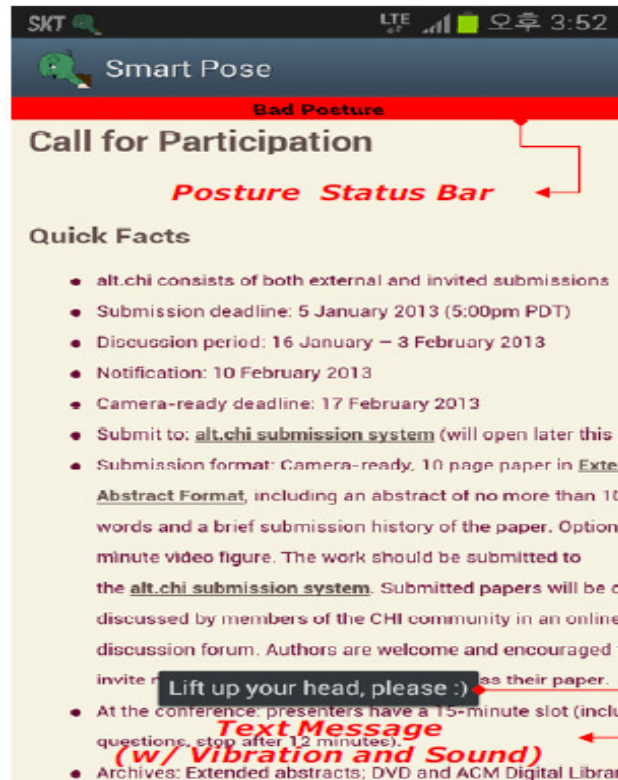 SKT LTE 오후 3:52
Smart Pose
Bad Posture
Call for Participation
Posture Status Bar
Quick Facts
• alt.chi consists of both external and invited submissions
• Submission deadline: 5 January 2013 (5:00pm PDT)
• Discussion period: 16 January – 3 February 2013
• Notification: 10 February 2013
• Camera-ready deadline: 17 February 2013
• Submit to: alt.chi submission system (will open later this
• Submission format: Camera-ready, 10 page paper in
Abstract Format, including an abstract of no more than
words and a brief submission history of the paper.
minute video figure. The work should be submitted to
the alt.chi submission system. Submitted papers will be
discussed by members of the CHI community in an online
discussion forum. Authors are welcome and encouraged
invite
Lift up your head, please :)
their paper.
• At the conference: presenters have a 15-minute slot
Text Message
questions, stop after 12 minutes).
(w/ Vibration and Sound)
• Archives: Extended abstracts; DVD and ACM Digital